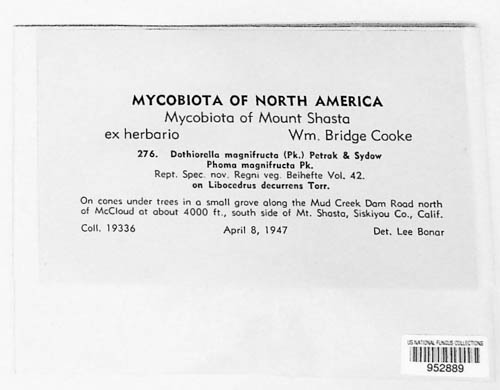 MYCOBIOTA OF NORTH AMERICA
Mycobiota of Mount Shasta
ex herbario Wm. Bridge Cooke
276. Dothiorella magnifructa (Pk.) Petrak & Sydow
Phoma magnifructa Pk.
Rept. Spec. nov. Regni veg. Beihefte Vol. 42.
on Libocedrus decurrens Torr.
On cones under trees in a small grove along the Mud Creek Dam Road north
of McCloud at about 4000 ft., south side of Mt. Shasta, Siskiyou Co., Calif.
Coll. 19336 April 8, 1947 Det. Lee Bonar
US NATIONAL FUNGUS COLLECTIONS
952889